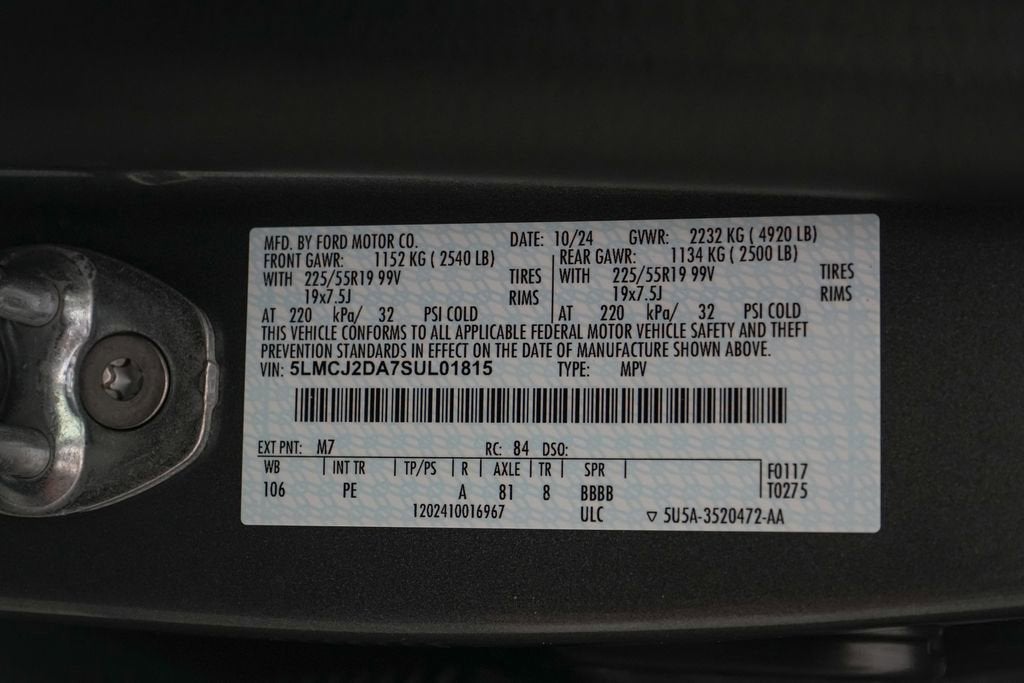 MFD. BY FORD MOTOR CO. DATE: 10/24 GVWR: 2232 KG ( 4920 LB)
FRONT GAWR: 1152 KG ( 2540 LB) REAR GAWR: 1134 KG ( 2500 LB)
WITH 225/55R19 99V TIRES WITH 225/55R19 99V TIRES
19x7.5J RIMS 19x7.5J RIMS
AT 220 kPa/ 32 PSI COLD AT 220 kPa/ 32 PSI COLD
THIS VEHICLE CONFORMS TO ALL APPLICABLE FEDERAL MOTOR VEHICLE SAFETY AND THEFT
PREVENTION STANDARDS IN EFFECT ON THE DATE OF MANUFACTURE SHOWN ABOVE.
VIN: 5LMCJ2DA7SUL01815 TYPE: MPV
EXT PNT: M7 RC: 84 DSO:
WB INT TR TP/PS R AXLE TR SPR F0117
106 PE A 81 8 BBBB T0275
1202410016967 ULC ▽ 5U5A-3520472-AA